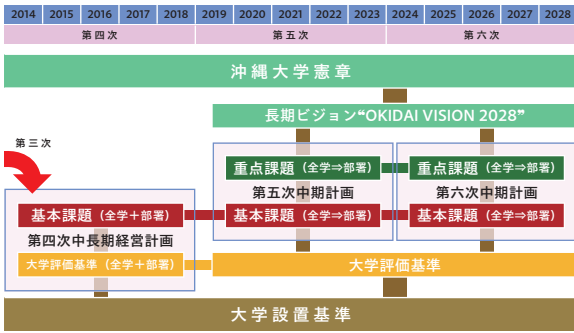 2014 2015 2016 2017 2018 2019 2020 2021 2022 2023 2024 2025 2026 2027 2028
第四次 第五次 第六次
沖縄大学憲章
長期ビジョン“OKIDAI VISION 2028”
第三次
重点課題（全学⇒部署） 重点課題（全学⇒部署）
第五次中期計画 第六次中期計画
基本課題（全学＋部署） 基本課題（全学⇒部署） 基本課題（全学⇒部署）
第四次中長期経営計画
大学評価基準（全学＋部署） 大学評価基準
大学設置基準